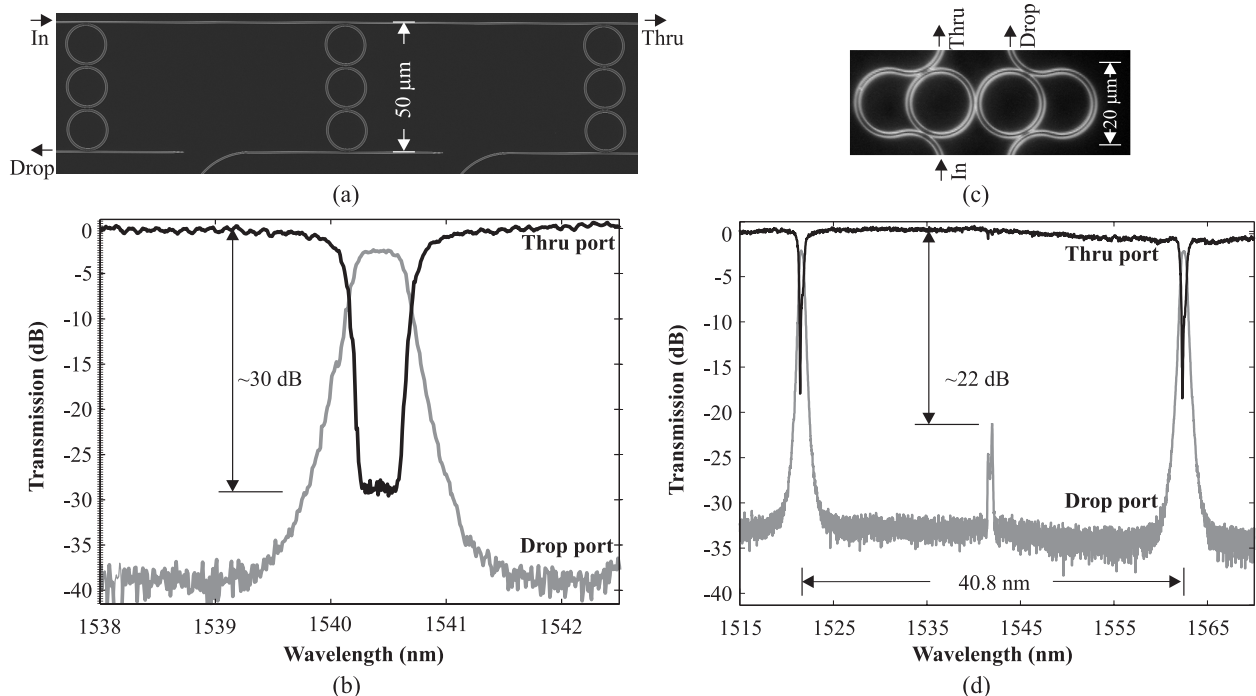 In
Thru
50 μm
Drop
(a)
Thru
Drop
20 μm
In
(c)
0
-5
-10
-15
-20
-25
-30
-35
-40
Transmission (dB)
Thru port
~30 dB
Drop port
1538
1539
1540
1541
1542
Wavelength (nm)
(b)
0
-5
-10
-15
-20
-25
-30
-35
-40
Transmission (dB)
Thru port
~22 dB
Drop port
40.8 nm
1515
1525
1535
1545
1555
1565
Wavelength (nm)
(d)